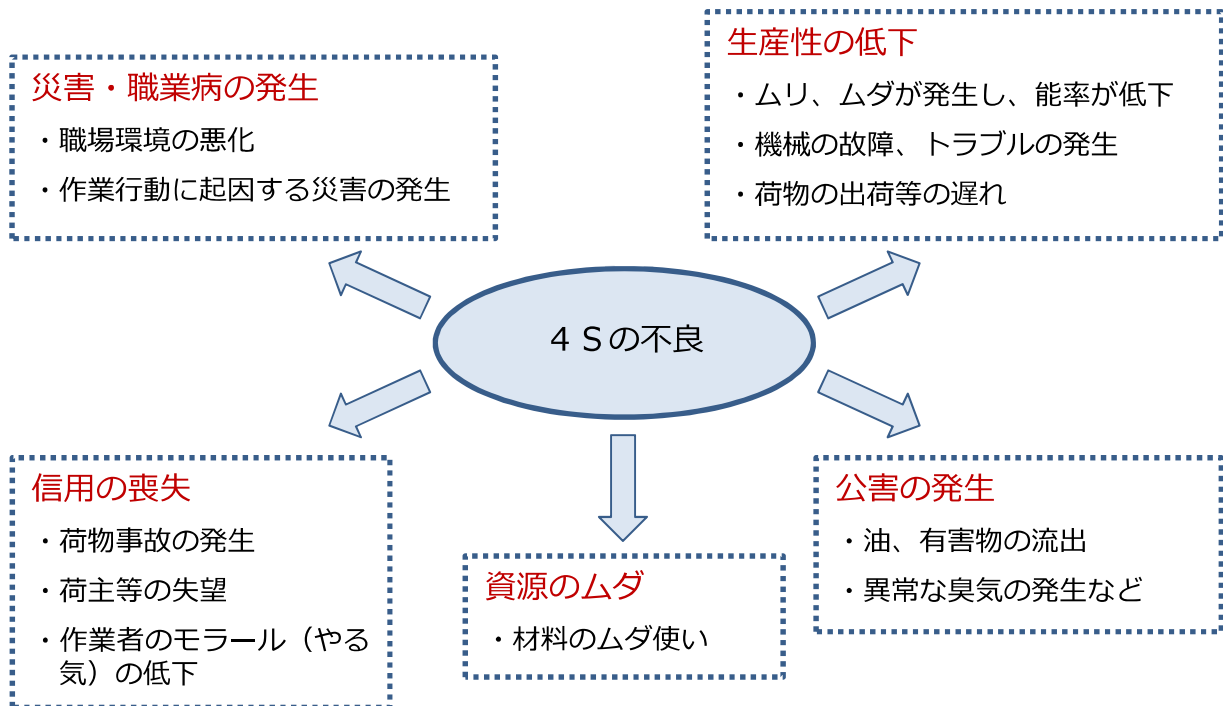 災害・職業病の発生
・職場環境の悪化
・作業行動に起因する災害の発生
生産性の低下
・ムリ、ムダが発生し、能率が低下
・機械の故障、トラブルの発生
・荷物の出荷等の遅れ
４Ｓの不良
信用の喪失
・荷物事故の発生
・荷主等の失望
・作業者のモラール（やる
気）の低下
資源のムダ
・材料のムダ使い
公害の発生
・油、有害物の流出
・異常な臭気の発生など